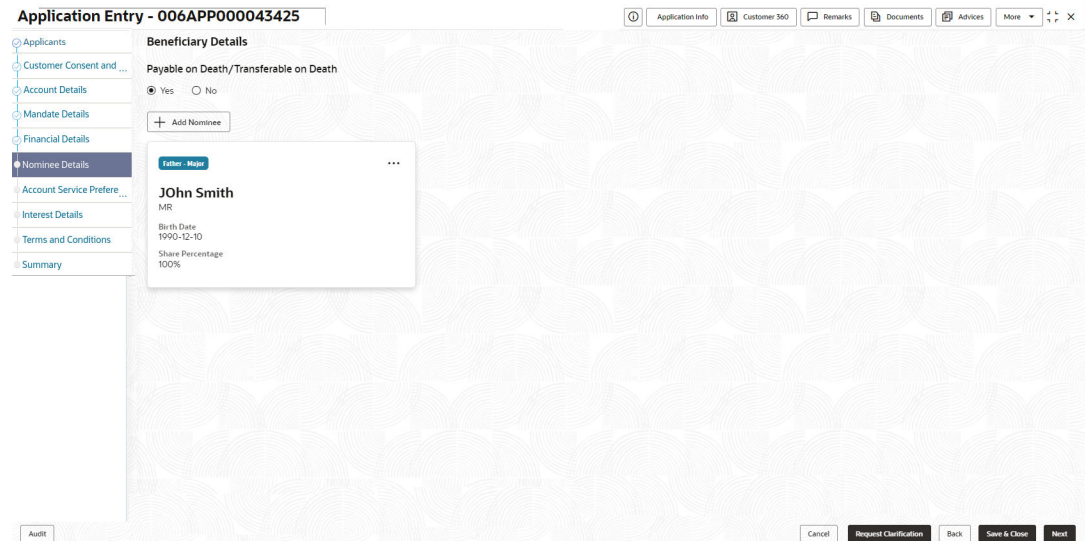 Application Entry - 006APP000043425
Application Info
Customer 360
Remarks
Documents
Advices
More
Applicants
Customer Consent and ...
Account Details
Mandate Details
Financial Details
Nominee Details
Account Service Prefere ...
Interest Details
Terms and Conditions
Summary
Beneficiary Details
Payable on Death/Transferable on Death
Yes No
+ Add Nominee
Father - Major
JOhn Smith
MR
Birth Date
1990-12-10
Share Percentage
100%
Audit
Cancel
Request Clarification
Back
Save & Close
Next